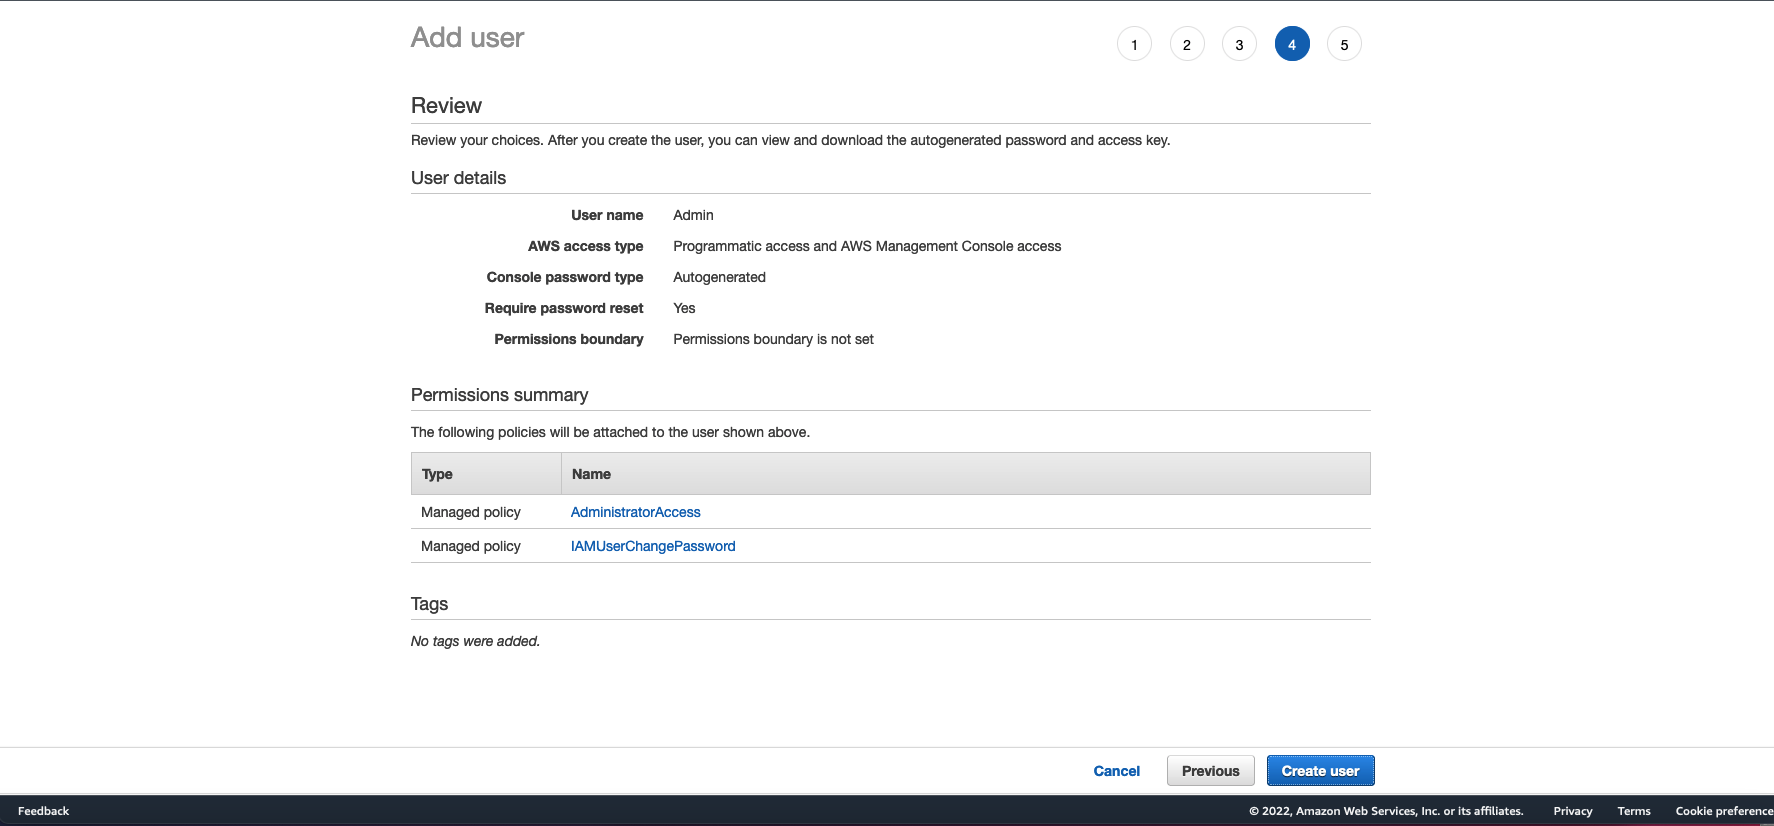 Add user
1 2 3 4 5
Review
Review your choices. After you create the user, you can view and download the autogenerated password and access key.
User details
User name Admin
AWS access type Programmatic access and AWS Management Console access
Console password type Autogenerated
Require password reset Yes
Permissions boundary Permissions boundary is not set
Permissions summary
The following policies will be attached to the user shown above.
Type Name
Managed policy AdministratorAccess
Managed policy IAMUserChangePassword
Tags
No tags were added.
Cancel Previous Create user
Feedback © 2022, Amazon Web Services, Inc. or its affiliates. Privacy Terms Cookie preference